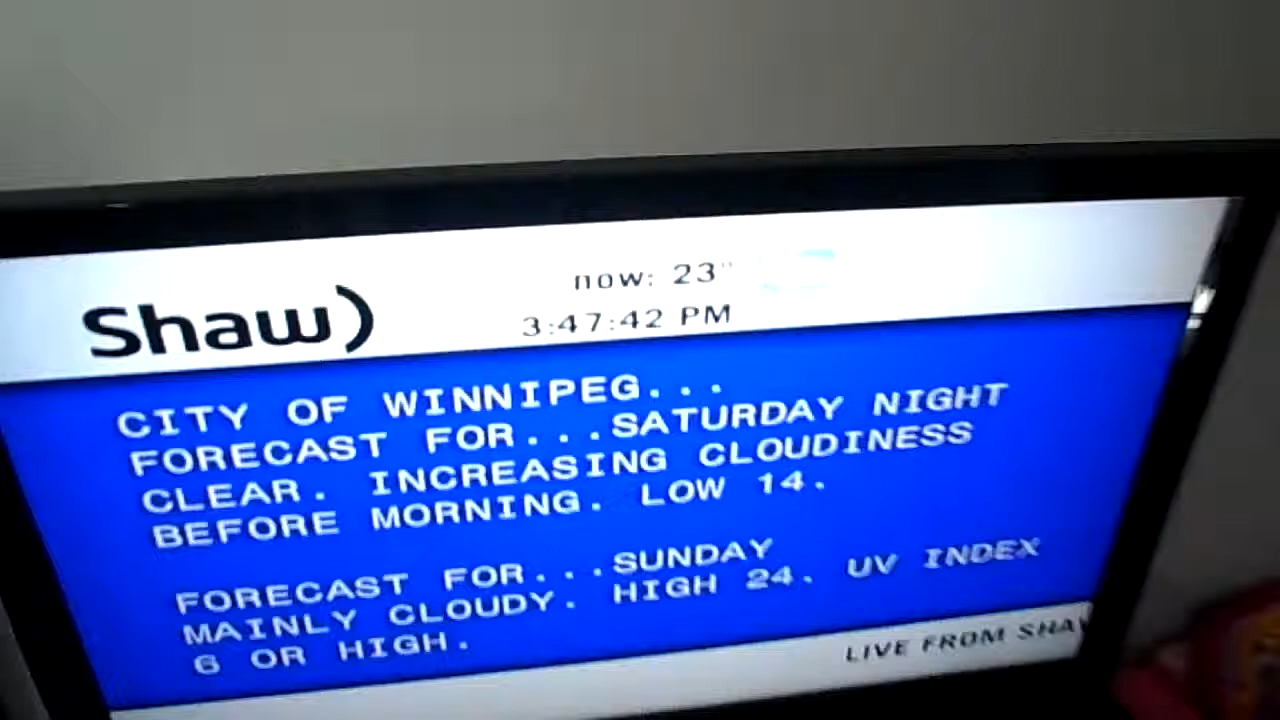 now: 23°
Shaw)
3:47:42 PM
CITY OF WINNIPEG...
FORECAST FOR...SATURDAY NIGHT
CLEAR. INCREASING CLOUDINESS
BEFORE MORNING. LOW 14.
FORECAST FOR...SUNDAY
MAINLY CLOUDY. HIGH 24. UV INDEX
6 OR HIGH.
LIVE FROM SHAW